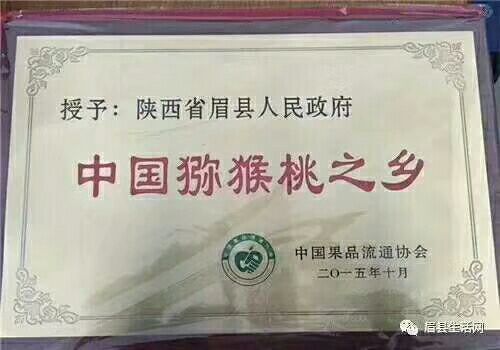 授予：陕西省眉县人民政府
中国猕猴桃之乡
中国果品流通协会
二〇一五年十月
眉县生活网